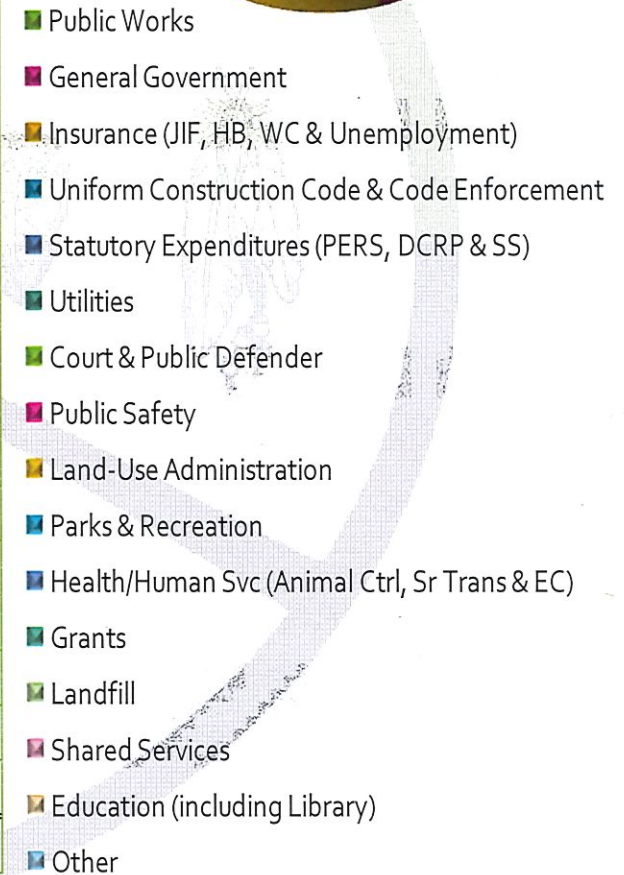 Public Works
General Government
Insurance (JIF, HB, WC & Unemployment)
Uniform Construction Code & Code Enforcement
Statutory Expenditures (PERS, DCRP & SS)
Utilities
Court & Public Defender
Public Safety
Land-Use Administration
Parks & Recreation
Health/Human Svc (Animal Ctrl, Sr Trans & EC)
Grants
Landfill
Shared Services
Education (including Library)
Other